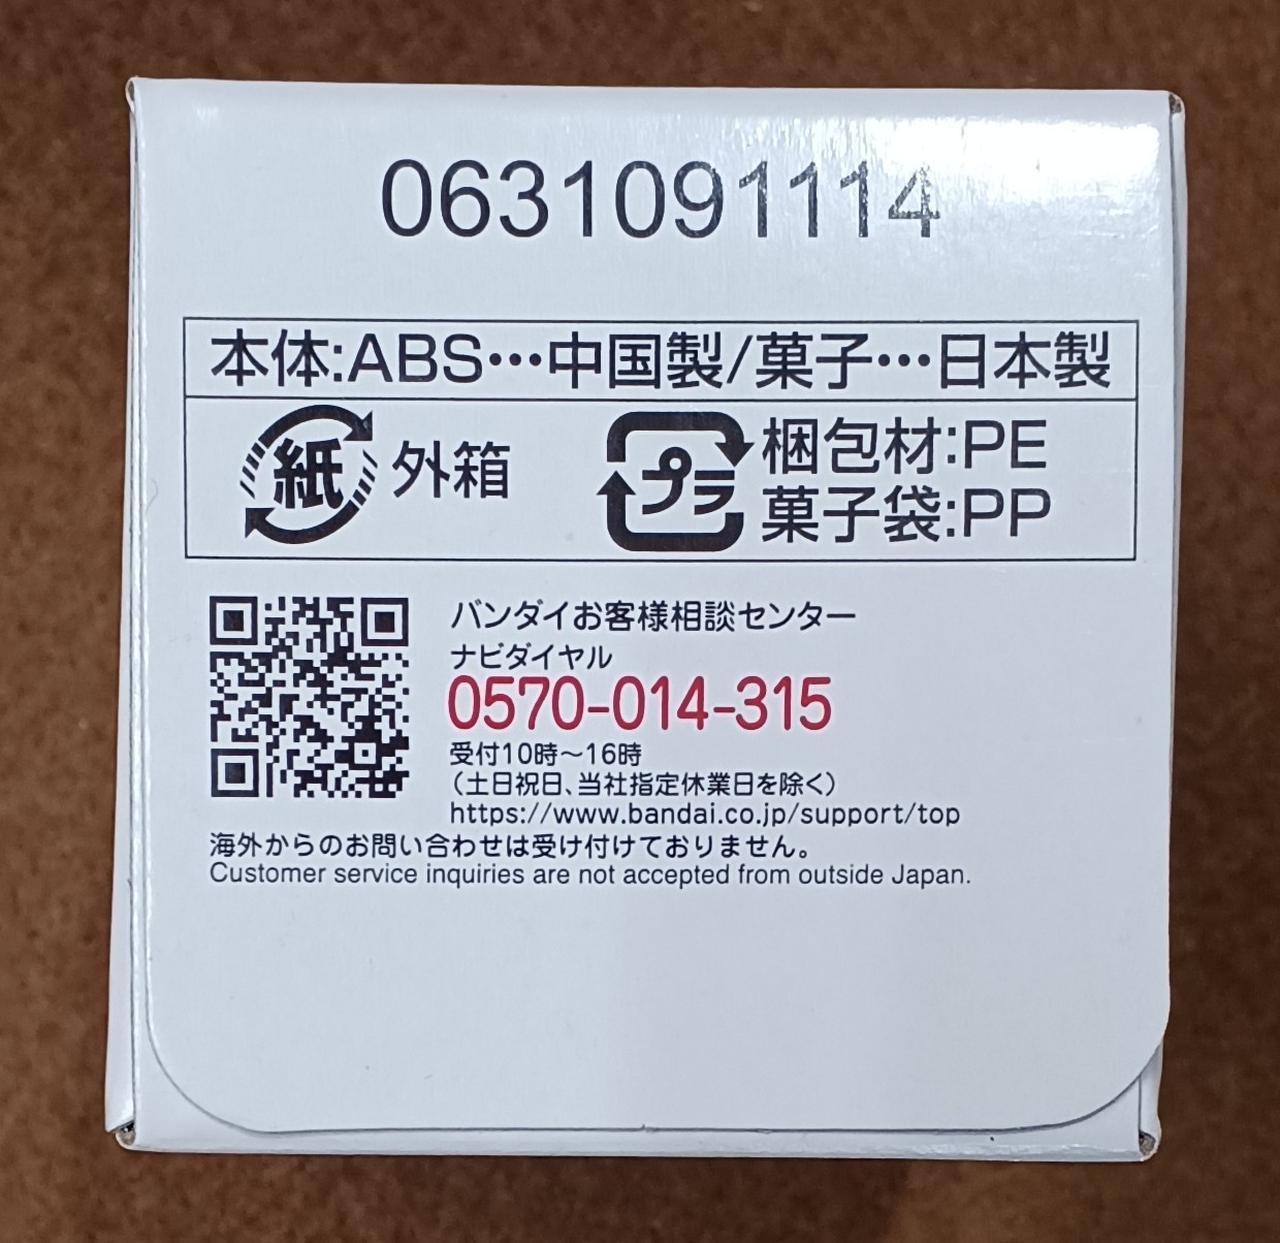 0631091114
本体:ABS…中国製/菓子…日本製
紙 外箱
プラ 梱包材:PE
菓子袋:PP
バンダイお客様相談センター
ナビダイヤル
0570-014-315
受付10時～16時
(土日祝日、当社指定休業日を除く)
https://www.bandai.co.jp/support/top
海外からのお問い合わせは受け付けておりません。
Customer service inquiries are not accepted from outside Japan.